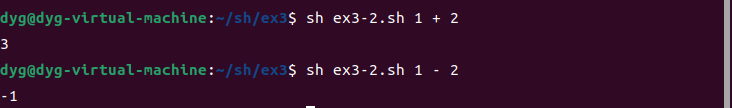 dyg@dyg-virtual-machine:~/sh/ex3$ sh ex3-2.sh 1 + 2
3
dyg@dyg-virtual-machine:~/sh/ex3$ sh ex3-2.sh 1 - 2
-1